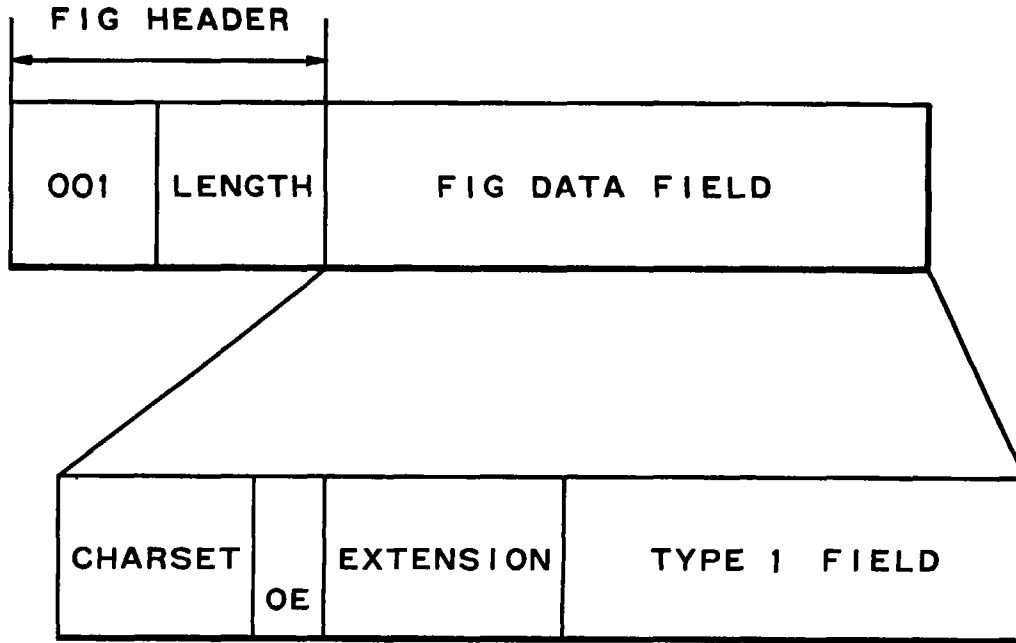 FIG HEADER
001 LENGTH FIG DATA FIELD
CHARSET OE EXTENSION TYPE 1 FIELD